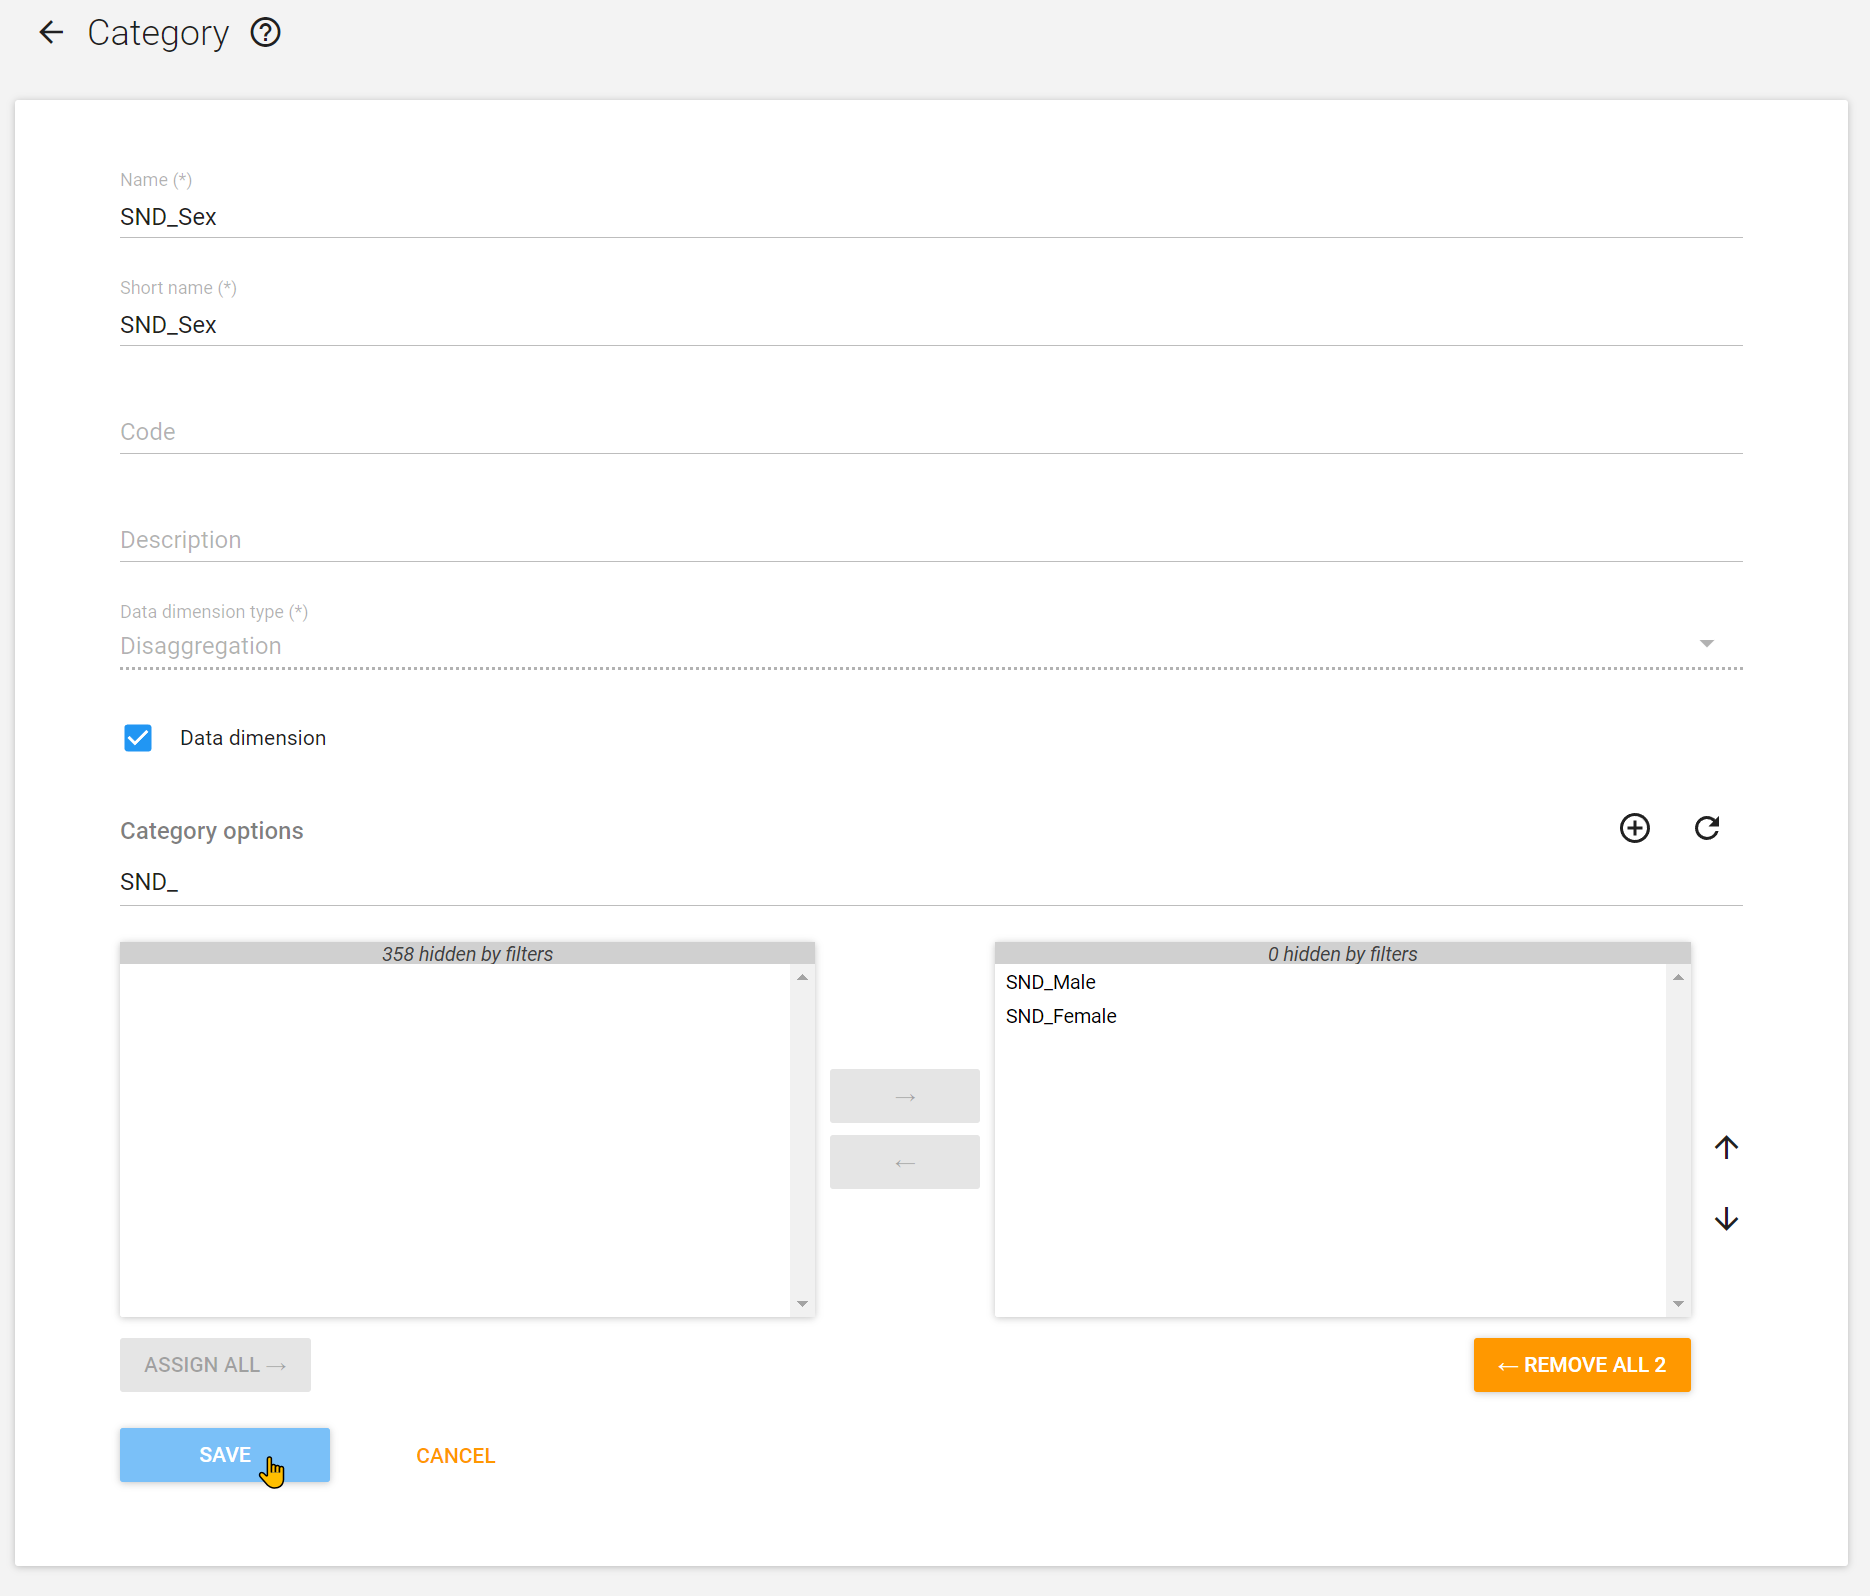 Category
Name (*)
SND_Sex
Short name (*)
SND_Sex
Code
Description
Data dimension type (*)
Disaggregation
Data dimension
Category options
SND_
358 hidden by filters
0 hidden by filters
SND_Male
SND_Female
→
←
ASSIGN ALL →
← REMOVE ALL 2
SAVE
CANCEL